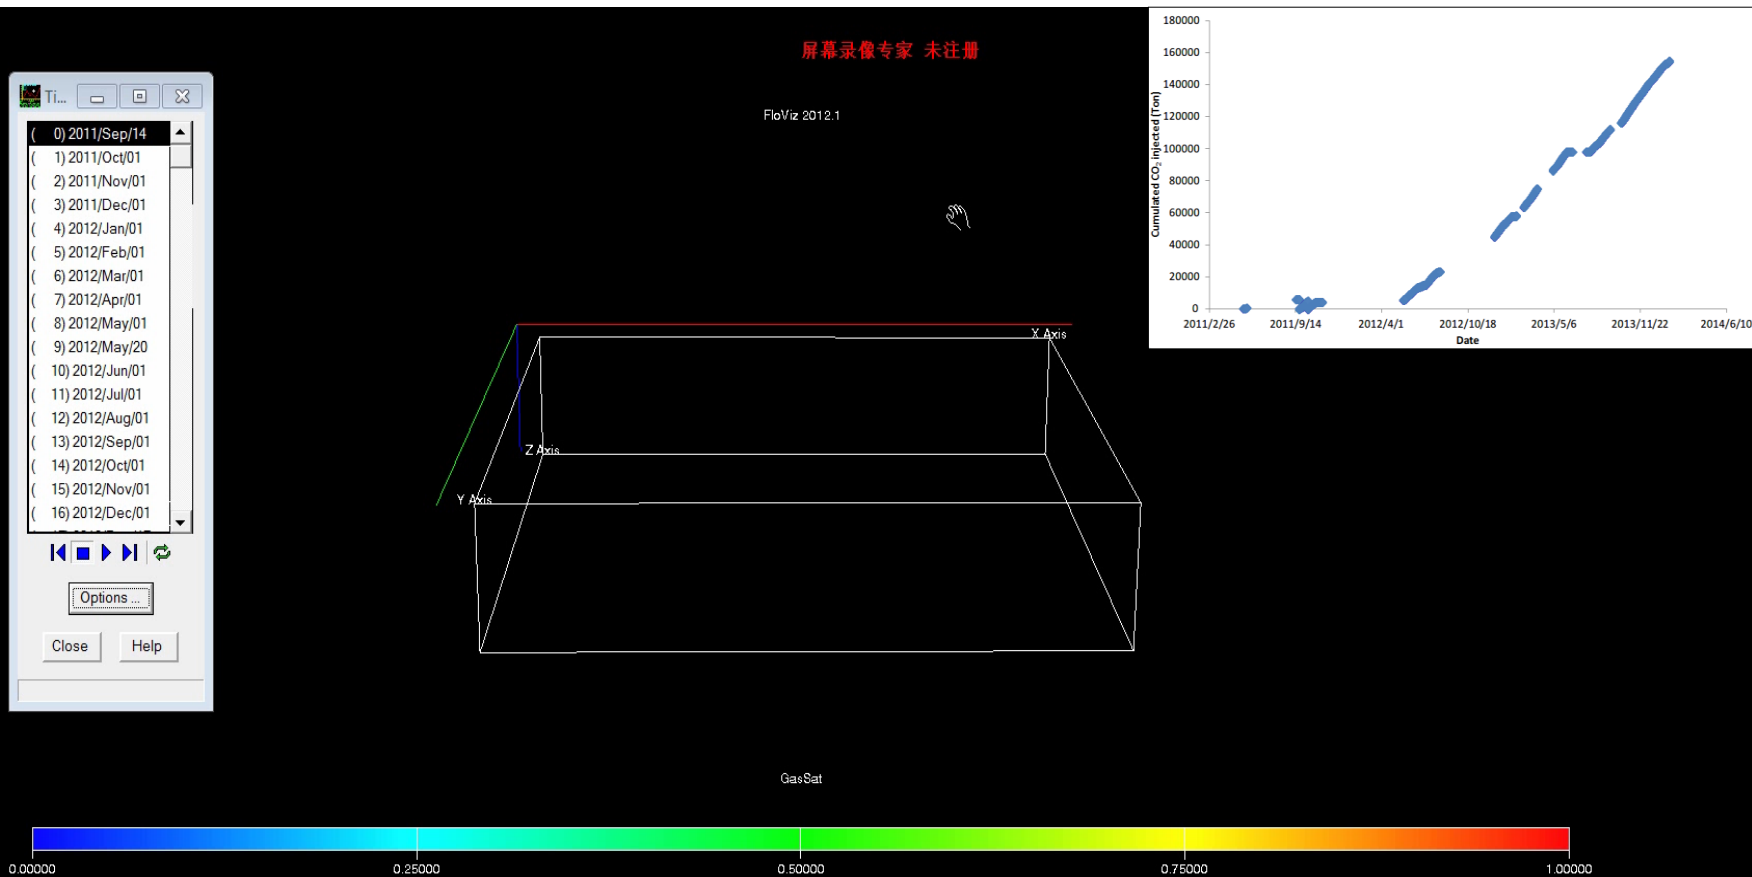 屏幕录像专家 未注册
FloViz 2012.1
Ti...
( 0) 2011/Sep/14
( 1) 2011/Oct/01
( 2) 2011/Nov/01
( 3) 2011/Dec/01
( 4) 2012/Jan/01
( 5) 2012/Feb/01
( 6) 2012/Mar/01
( 7) 2012/Apr/01
( 8) 2012/May/01
( 9) 2012/May/20
( 10) 2012/Jun/01
( 11) 2012/Jul/01
( 12) 2012/Aug/01
( 13) 2012/Sep/01
( 14) 2012/Oct/01
( 15) 2012/Nov/01
( 16) 2012/Dec/01
Options ...
Close
Help
X Axis
Z Axis
Y Axis
Cumulated CO₂ injected (Ton)
180000
160000
140000
120000
100000
80000
60000
40000
20000
0
2011/2/26 2011/9/14 2012/4/1 2012/10/18 2013/5/6 2013/11/22 2014/6/10
Date
GasSat
0.00000 0.25000 0.50000 0.75000 1.00000